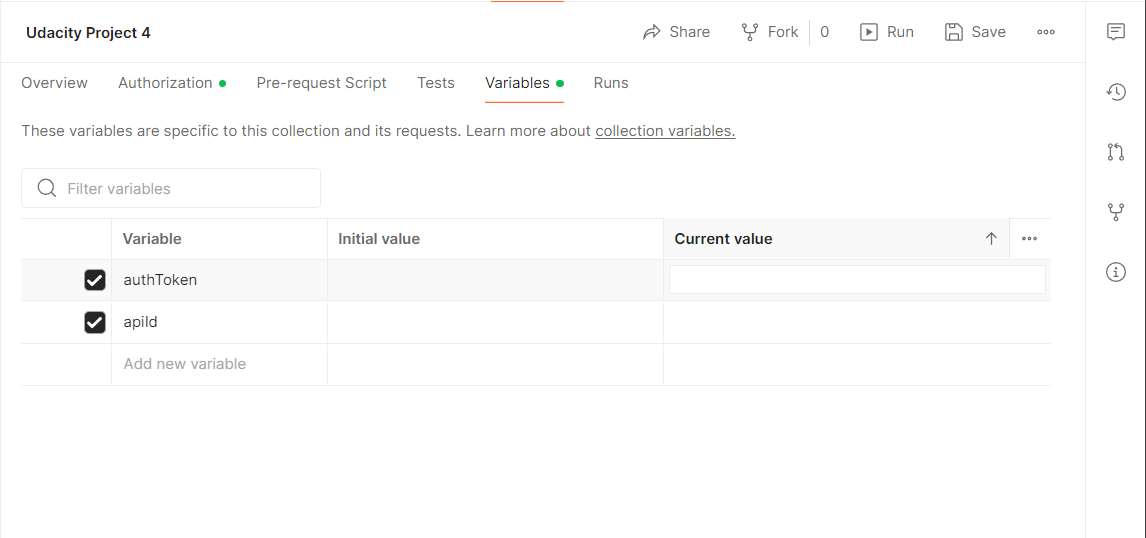 Udacity Project 4
Share
Fork
0
Run
Save
Overview
Authorization
Pre-request Script
Tests
Variables
Runs
These variables are specific to this collection and its requests. Learn more about collection variables.
Filter variables
Variable
Initial value
Current value
authToken
apiId
Add new variable